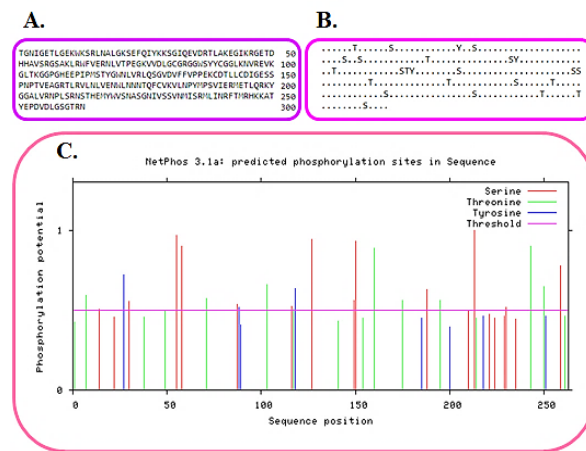 A.
TGNIGETLGEKWKSRLNALGKSEFQIYKKSGIQEVDRTLAKEGIKRGETD 50
HHAVSRGSAKLRWFVERNLVTPEGKVVDLGCGRGGWSYYCGGLKNVREVK 100
GLTKGGPGHEEPIPMSTYGWNLVRLQSGVDVFFVPPEKCDTLLCDIGESS 150
PNPTVEAGRTLRVLNLVENWLNNNTQFCVKVLNPYMPSVIERMETLQRKY 200
GGALVRNPLSRNSTHEMYWVSNASGNIVSSVNMISRMLINRFTMRHKKAT 250
YEPDVDLGSGTRN 300
B.
C.
NetPhos 3.1a: predicted phosphorylation sites in Sequence
Serine
Threonine
Tyrosine
Threshold
Phosphorylation potential
1
0
0 50 100 150 200 250
Sequence position